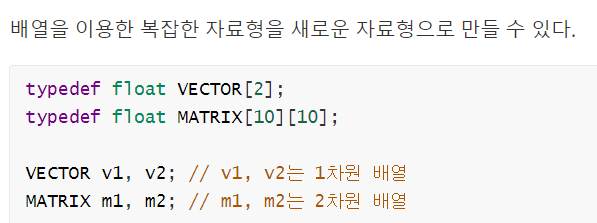 배열을 이용한 복잡한 자료형을 새로운 자료형으로 만들 수 있다.
typedef float VECTOR[2];
typedef float MATRIX[10][10];
VECTOR v1, v2; // v1, v2는 1차원 배열
MATRIX m1, m2; // m1, m2는 2차원 배열